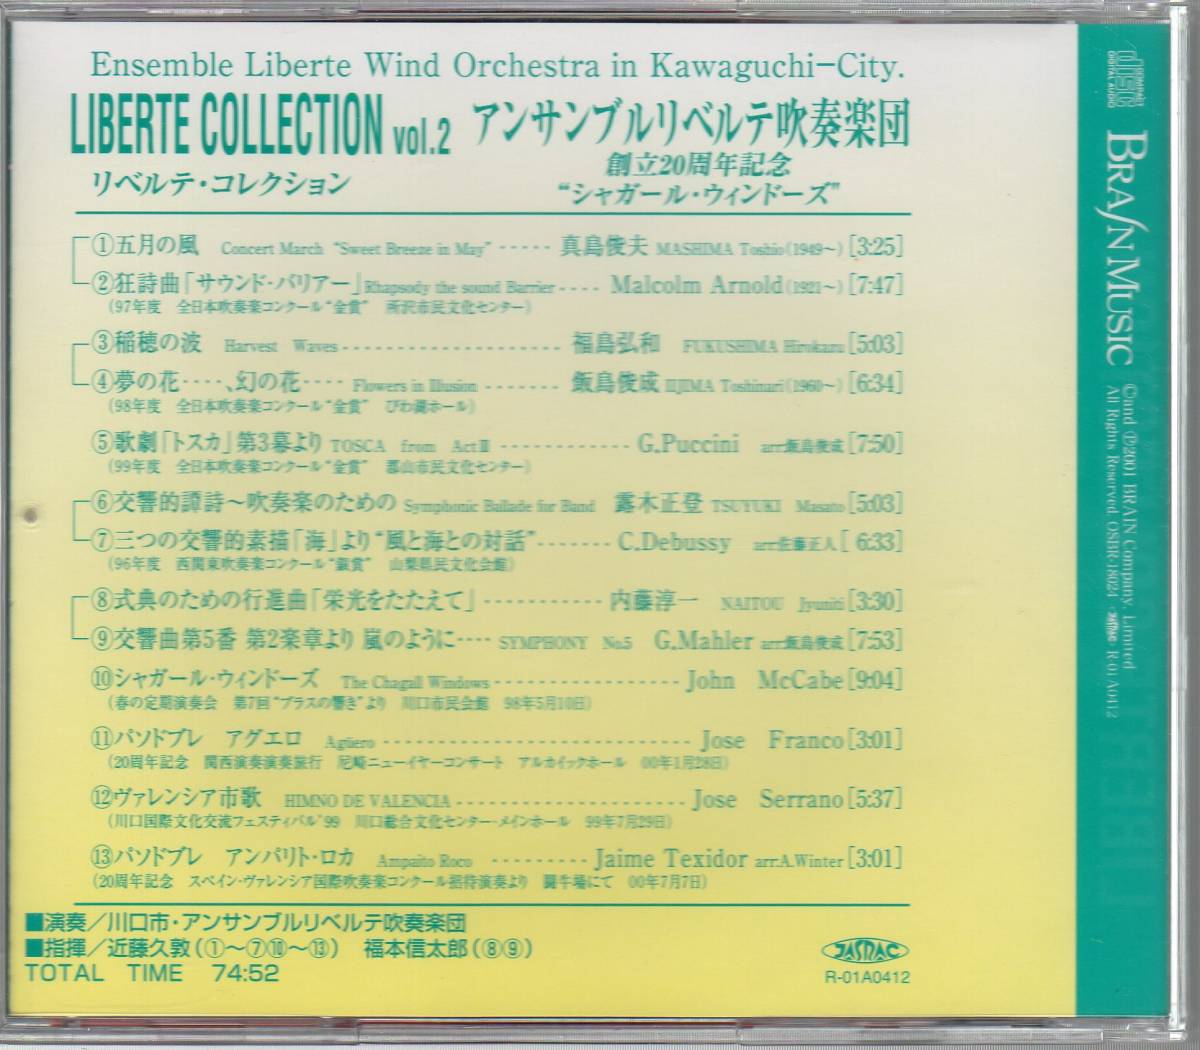 Ensemble Liberte Wind Orchestra in Kawaguchi-City.
LIBERTE COLLECTION vol.2 アンサンブルリベルテ吹奏楽団
リベルテ・コレクション
創立20周年記念
“シャガール・ウィンドーズ”
①五月の風 Concert March “Sweet Breeze in May” ····· 真島俊夫 MASHIMA Toshio(1949~) [3:25]
②狂詩曲「サウンド・バリアー」Rhapsody the sound Barrier ···· Malcolm Arnold(1921~) [7:47]
(97年度 全日本吹奏楽コンクール“金賞” 所沢市民文化センター)
③稲穂の波 Harvest Waves ···················· 福島弘和 FUKUSHIMA Hirokazu [5:03]
④夢の花····、幻の花···· Flowers in Illusion ········ 飯島俊成 IIJIMA Toshinari(1960~) [6:34]
(98年度 全日本吹奏楽コンクール“金賞” びわ湖ホール)
⑤歌劇「トスカ」第3幕より TOSCA from ActⅢ ············ G.Puccini arr:飯島俊成 [7:50]
(99年度 全日本吹奏楽コンクール“金賞” 郡山市民文化センター)
⑥交響的譚詩~吹奏楽のための Symphonic Ballade for Band 露木正登 TSUYUKI Masato [5:03]
⑦三つの交響的素描「海」より“風と海との対話” ······· C.Debussy arr:佐藤正人 [ 6:33]
(96年度 西関東吹奏楽コンクール“銀賞” 山梨県民文化会館)
⑧式典のための行進曲「栄光をたたえて」 ··········· 内藤淳一 NAITOU Jyuniti [3:30]
⑨交響曲第5番 第2楽章より 嵐のように···· SYMPHONY No.5 G.Mahler arr:飯島俊成 [7:53]
⑩シャガール・ウィンドーズ The Chagall Windows ················· John McCabe [9:04]
(春の定期演奏会 第7回“ブラスの響き”より 川口市民会館 98年5月10日)
⑪パソドブレ アグエロ Agüero ···························· Jose Franco [3:01]
(20周年記念 関西演奏演奏旅行 尼崎ニューイヤーコンサート アルカイックホール 00年1月28日)
⑫ヴァレンシア市歌 HIMNO DE VALENCIA ····················· Jose Serrano [5:37]
(川口国際文化交流フェスティバル’99 川口総合文化センター・メインホール 99年7月29日)
⑬パソドブレ アンパリト・ロカ Ampaito Roco ········· Jaime Texidor arr:A.Winter [3:01]
(20周年記念 スペイン・ヴァレンシア国際吹奏楽コンクール招待演奏より 闘牛場にて 00年7月7日)
■演奏/川口市・アンサンブルリベルテ吹奏楽団
■指揮/近藤久敦(①~⑦⑩~⑬) 福本信太郎(⑧⑨)
TOTAL TIME 74:52
JASRAC
R-01A0412
COMPACT disc DIGITAL AUDIO
BRAIN MUSIC
©and ℗2001 BRAIN Company, Limited
All Rights Reserved. OSBR-18024 · JASRAC R-01A0412